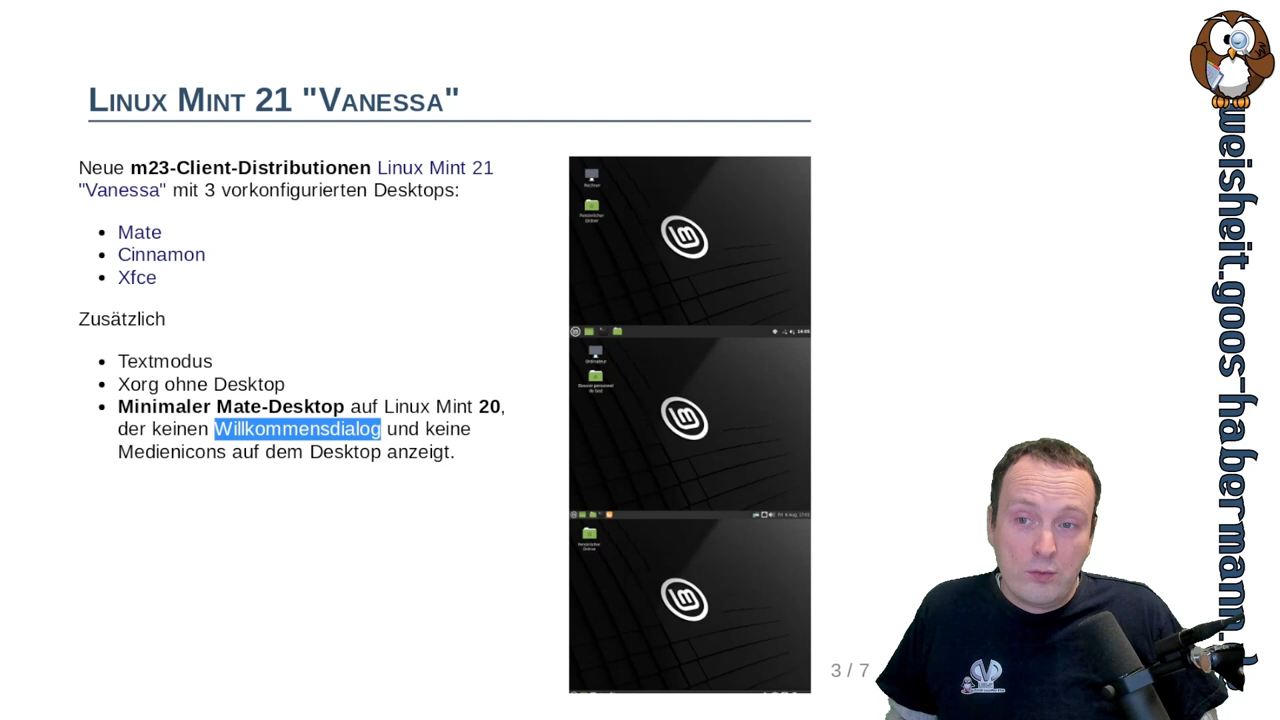 LINUX MINT 21 "VANESSA"
Neue m23-Client-Distributionen Linux Mint 21
"Vanessa" mit 3 vorkonfigurierten Desktops:
Mate
Cinnamon
Xfce
Zusätzlich
Textmodus
Xorg ohne Desktop
Minimaler Mate-Desktop auf Linux Mint 20,
der keinen Willkommensdialog und keine
Medienicons auf dem Desktop anzeigt.
3 / 7
weisheit.goos-habermann.